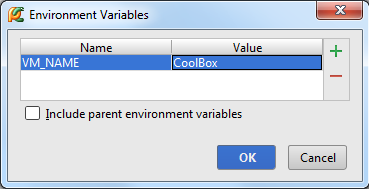 Environment Variables
Name Value
VM_NAME CoolBox
Include parent environment variables
OK Cancel